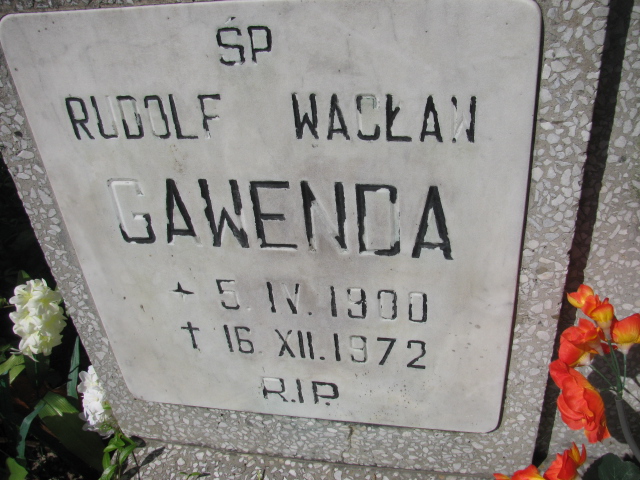 ŚP
RUDOLF WACŁAW
GAWENDA
★ 5. IV. 1900
† 16. XII. 1972
R.I.P.